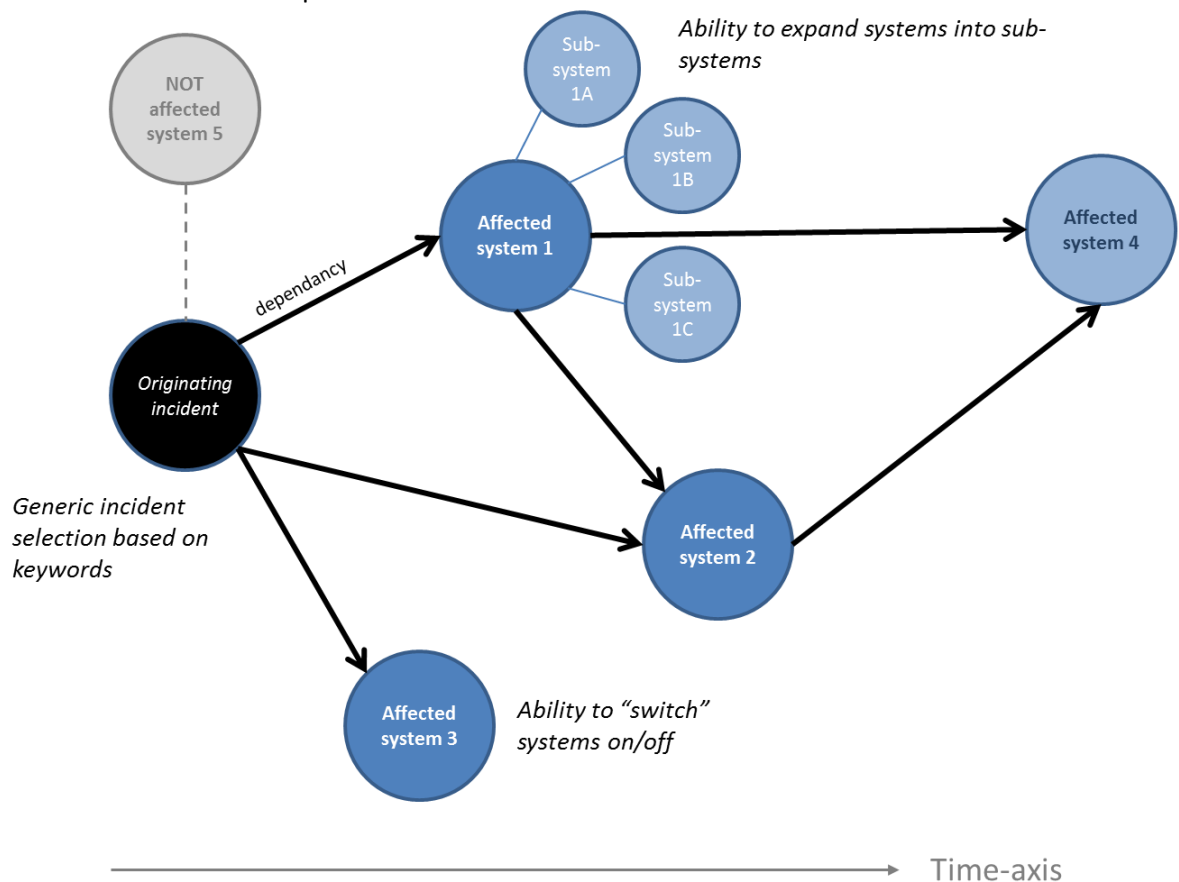 Ability to expand systems into sub-
systems
Sub-
system
1A
NOT
affected
system 5
Sub-
system
1B
Affected
system 1
Affected
system 4
dependancy
Sub-
system
1C
Originating
incident
Generic incident
selection based on
keywords
Affected
system 2
Affected
system 3
Ability to “switch”
systems on/off
Time-axis